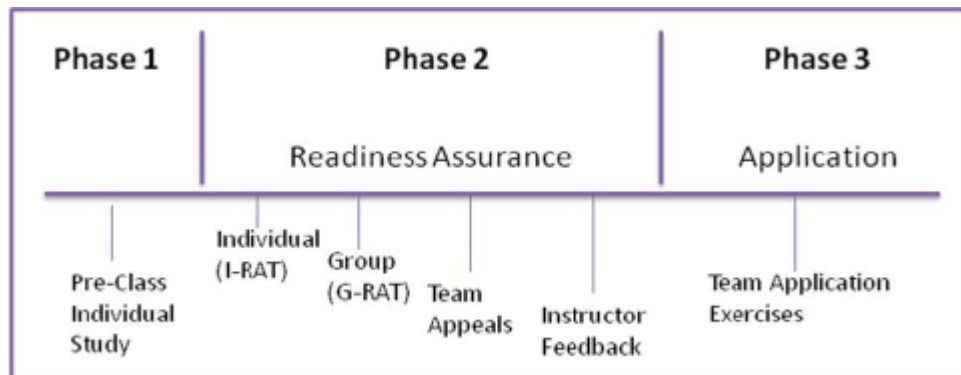 Phase 1
Phase 2
Phase 3
Readiness Assurance
Application
Pre-Class
Individual
Study
Individual
(I-RAT)
Group
(G-RAT)
Team
Appeals
Instructor
Feedback
Team Application
Exercises